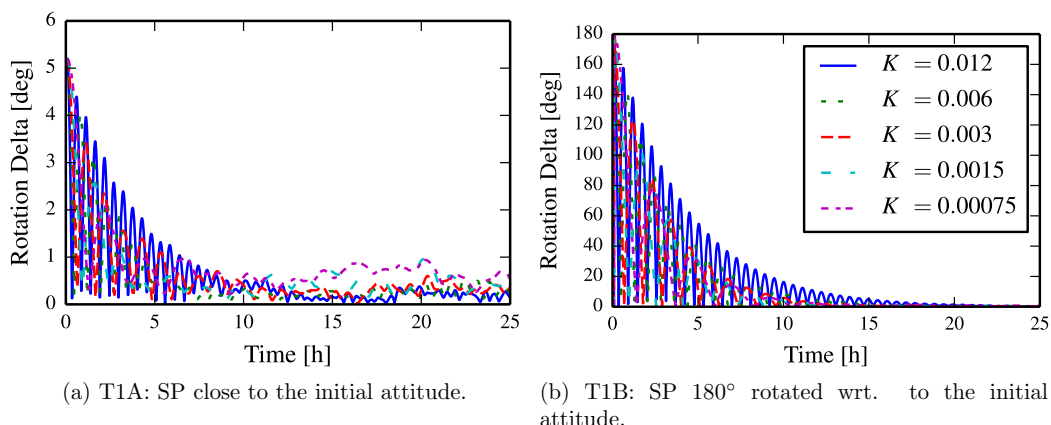 6
5
4
3
2
1
0
Rotation Delta [deg]
0 5 10 15 20 25
Time [h]
(a) T1A: SP close to the initial attitude.
180
160
140
120
100
80
60
40
20
0
Rotation Delta [deg]
K = 0.012
K = 0.006
K = 0.003
K = 0.0015
K = 0.00075
0 5 10 15 20 25
Time [h]
(b) T1B: SP 180° rotated wrt. to the initial
attitude.